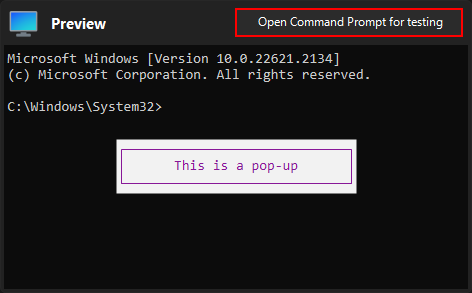 Preview
Open Command Prompt for testing
Microsoft Windows [Version 10.0.22621.2134]
(c) Microsoft Corporation. All rights reserved.
C:\Windows\System32>
This is a pop-up